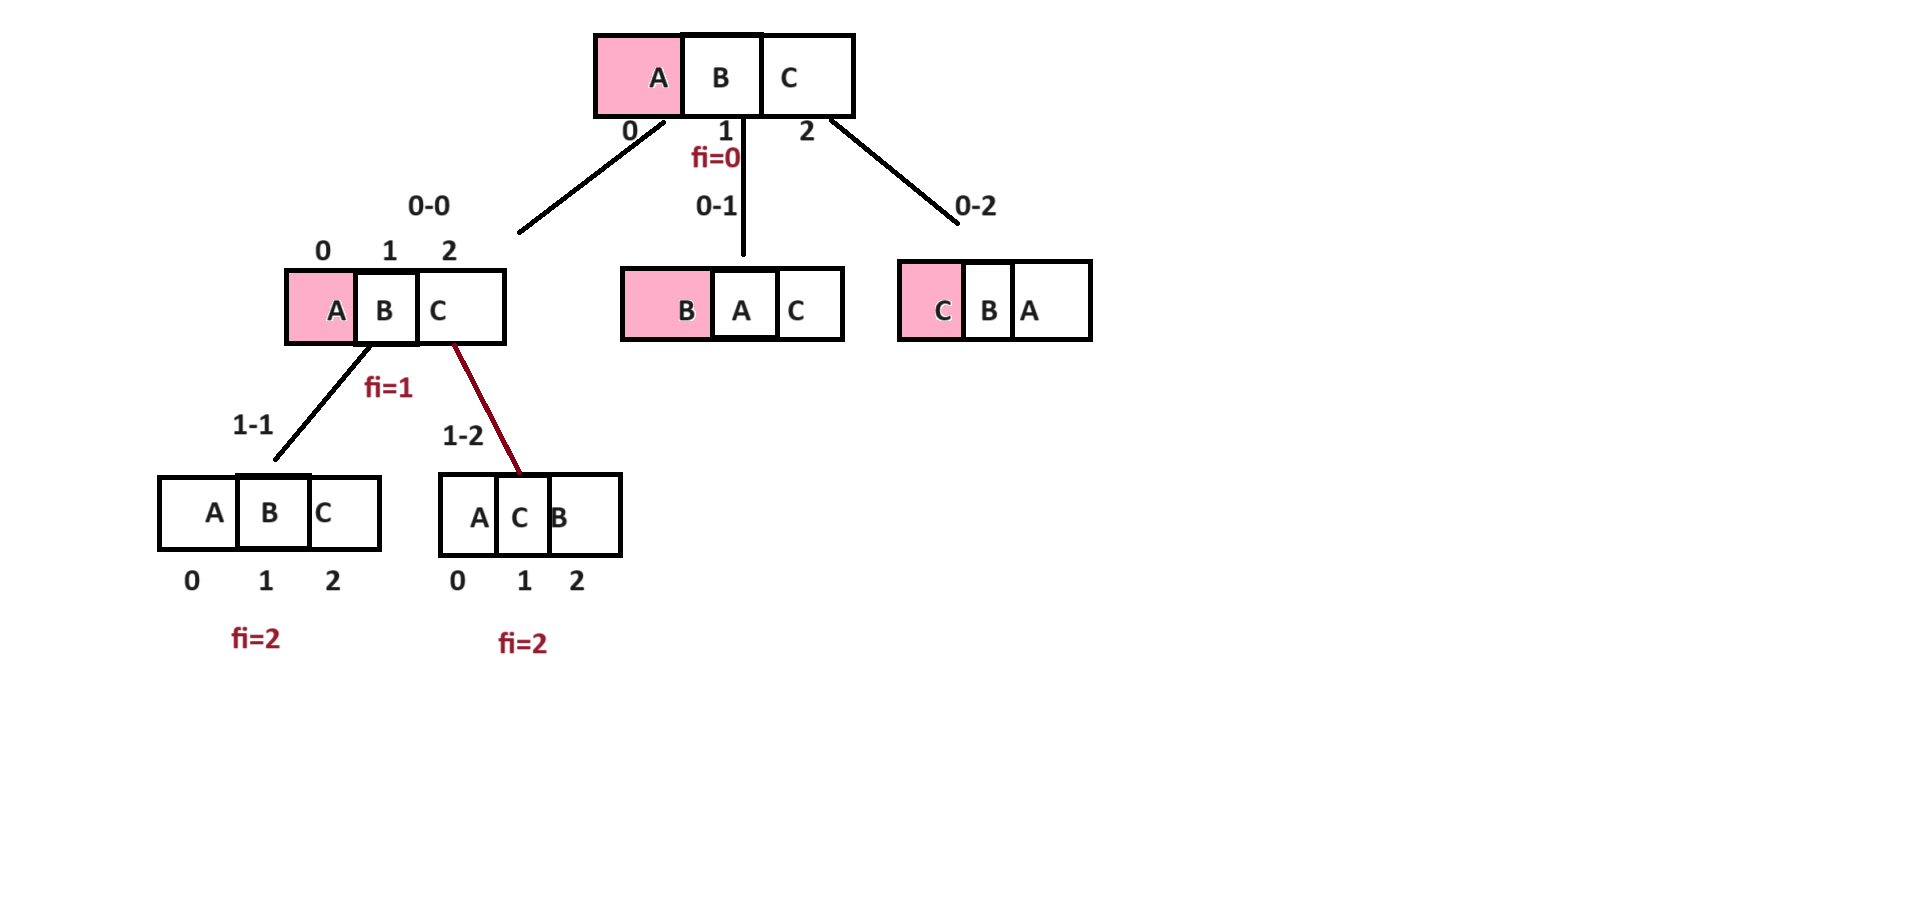 A B C
0 1 2
fi=0
0-0 0-1 0-2
0 1 2
A B C B A C C B A
fi=1
1-1 1-2
A B C A C B
0 1 2 0 1 2
fi=2 fi=2